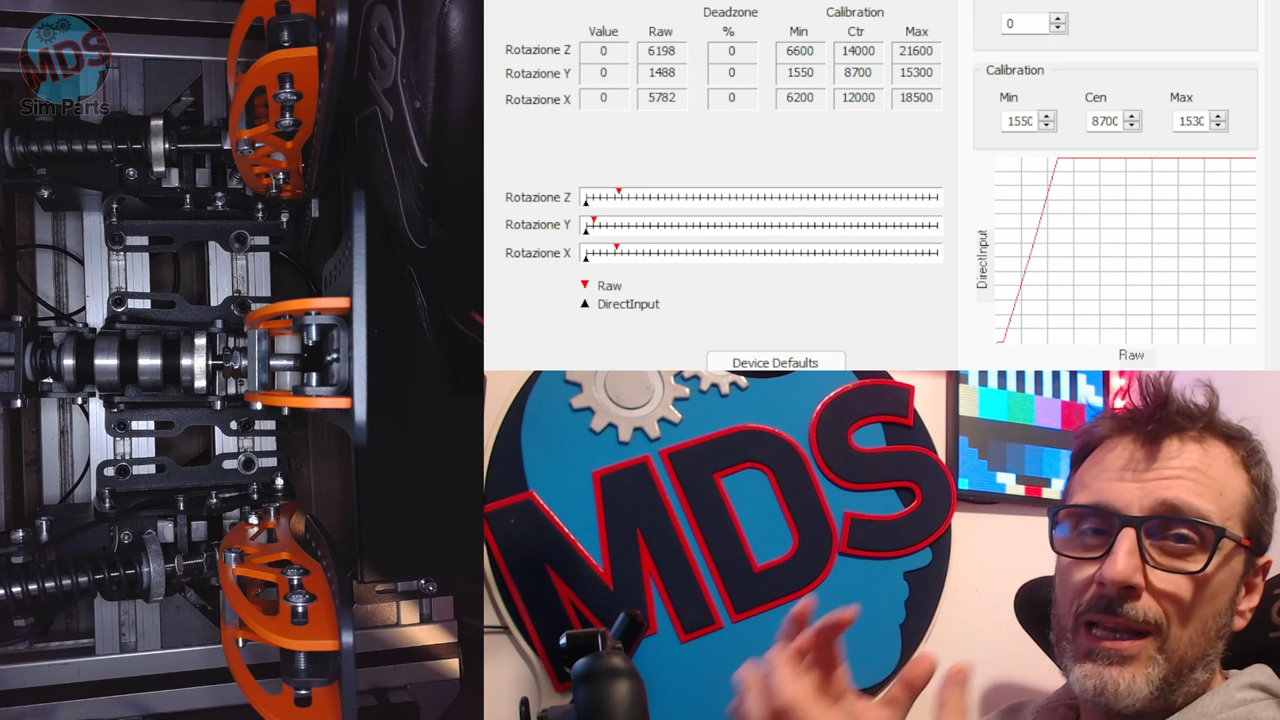 MDS
Sim Parts
Deadzone Calibration
Value Raw % Min Ctr Max
Rotazione Z 0 6198 0 6600 14000 21600
Rotazione Y 0 1488 0 1550 8700 15300
Rotazione X 0 5782 0 6200 12000 18500
Rotazione Z
Rotazione Y
Rotazione X
Raw
DirectInput
Device Defaults
0
Calibration
Min Cen Max
1550 8700 1530
DirectInput
Raw
MDS